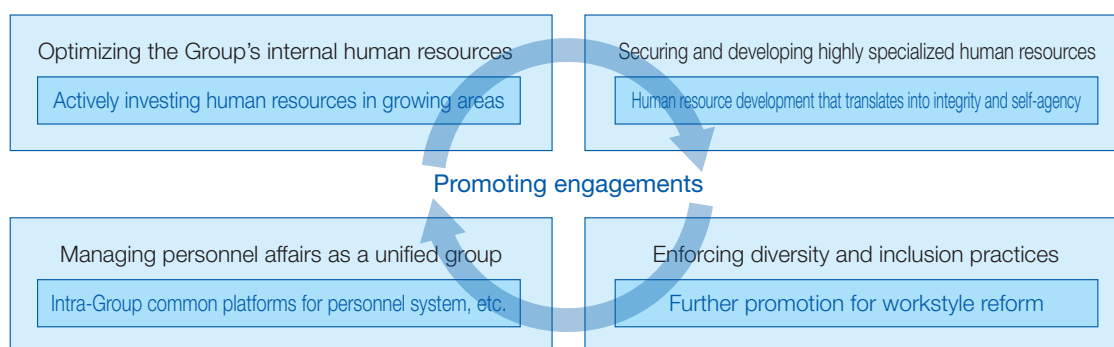 Optimizing the Group's internal human resources
Actively investing human resources in growing areas
Securing and developing highly specialized human resources
Human resource development that translates into integrity and self-agency
Promoting engagements
Managing personnel affairs as a unified group
Intra-Group common platforms for personnel system, etc.
Enforcing diversity and inclusion practices
Further promotion for workstyle reform